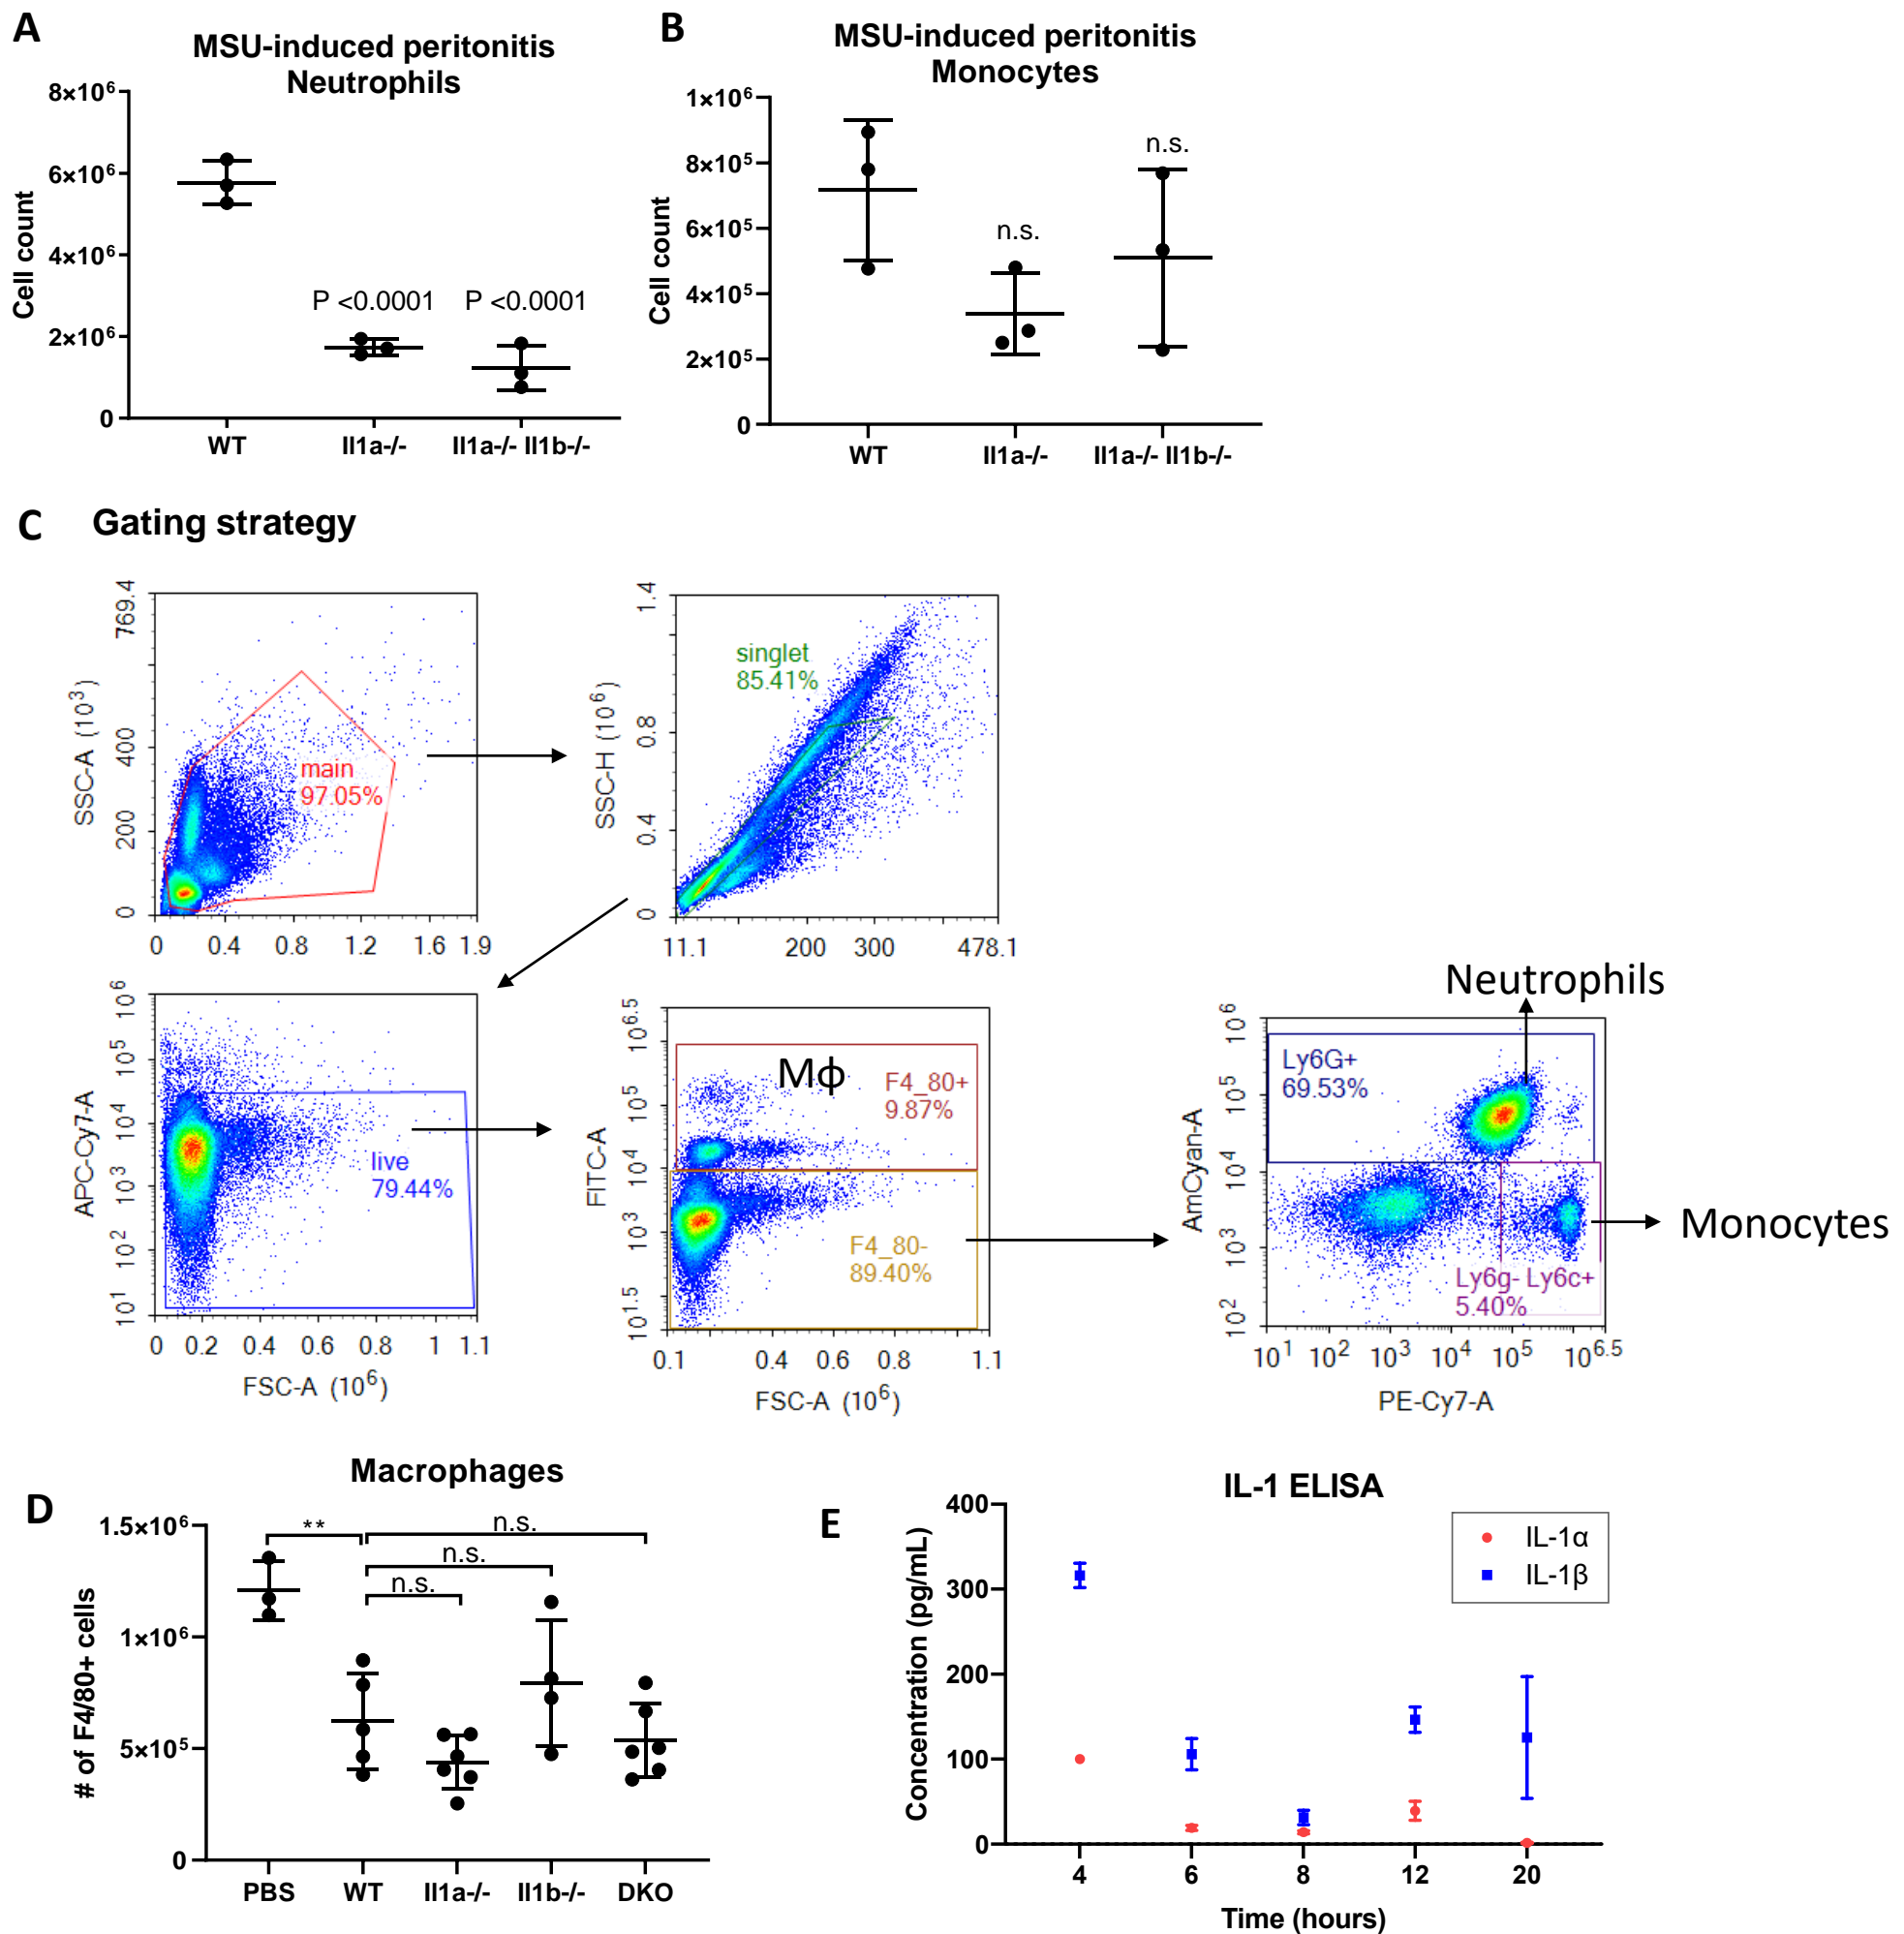 A
MSU-induced peritonitis
Neutrophils
Cell count
8×10⁶
6×10⁶
4×10⁶
2×10⁶
0
P <0.0001
P <0.0001
WT
Il1a-/-
Il1a-/- Il1b-/-
B
MSU-induced peritonitis
Monocytes
Cell count
1×10⁶
8×10⁵
6×10⁵
4×10⁵
2×10⁵
0
n.s.
n.s.
WT
Il1a-/-
Il1a-/- Il1b-/-
C
Gating strategy
SSC-A (10³)
769.4
400
200
0
main
97.05%
0 0.4 0.8 1.2 1.6 1.9
SSC-H (10⁶)
1.4
0.8
0.4
0
singlet
85.41%
11.1 200 300 478.1
APC-Cy7-A
10⁶
10⁵
10⁴
10³
10²
10¹
live
79.44%
0 0.2 0.4 0.6 0.8 1 1.1
FSC-A (10⁶)
FITC-A
10⁶·⁵
10⁵
10⁴
10³
10¹·⁵
Mϕ
F4_80+
9.87%
F4_80-
89.40%
0.1 0.4 0.6 0.8 1.1
FSC-A (10⁶)
Neutrophils
AmCyan-A
10⁶
10⁵
10⁴
10³
10²
Ly6G+
69.53%
Ly6g- Ly6c+
5.40%
Monocytes
10¹ 10² 10³ 10⁴ 10⁵ 10⁶·⁵
PE-Cy7-A
D
Macrophages
# of F4/80+ cells
1.5×10⁶
1×10⁶
5×10⁵
0
**
n.s.
n.s.
n.s.
PBS
WT
Il1a-/-
Il1b-/-
DKO
E
IL-1 ELISA
Concentration (pg/mL)
400
300
200
100
0
IL-1α
IL-1β
4 6 8 12 20
Time (hours)